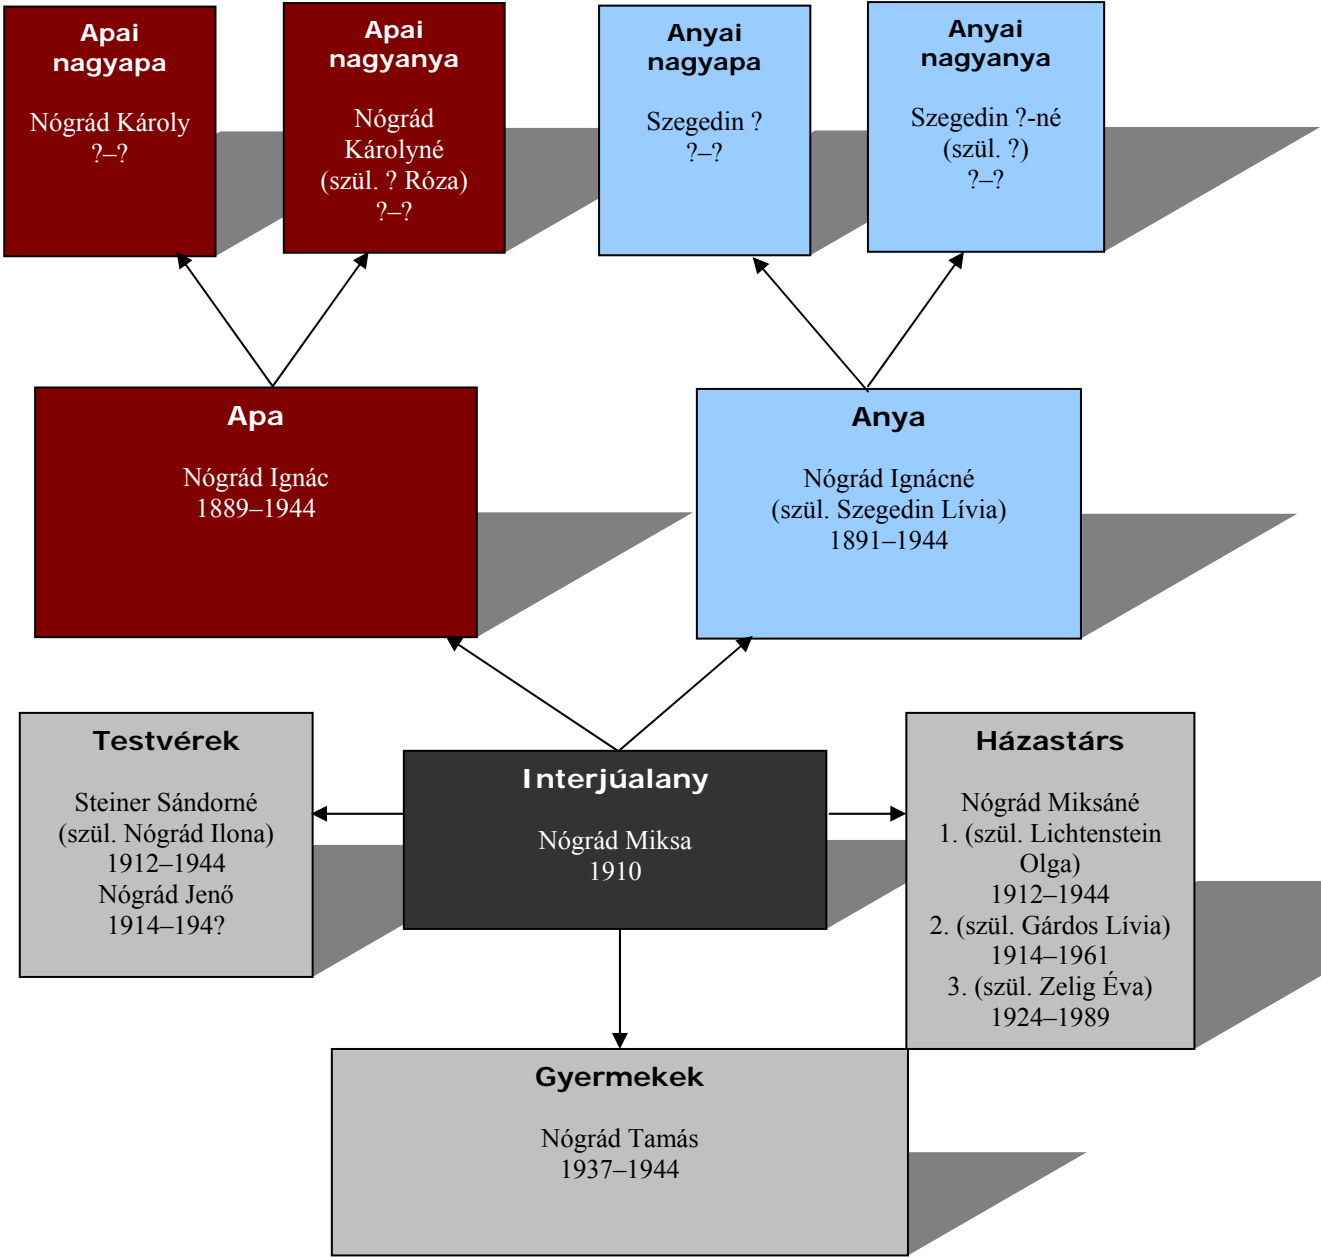 Apai
nagyapa
Nógrád Károly
?–?
Apai
nagyanya
Nógrád
Károlyné
(szül. ? Róza)
?–?
Anyai
nagyapa
Szegedin ?
?–?
Anyai
nagyanya
Szegedin ?-né
(szül. ?)
?–?
Apa
Nógrád Ignác
1889–1944
Anya
Nógrád Ignácné
(szül. Szegedin Lívia)
1891–1944
Testvérek
Steiner Sándorné
(szül. Nógrád Ilona)
1912–1944
Nógrád Jenő
1914–194?
Interjúalany
Nógrád Miksa
1910
Házastárs
Nógrád Miksáné
1. (szül. Lichtenstein
Olga)
1912–1944
2. (szül. Gárdos Lívia)
1914–1961
3. (szül. Zelig Éva)
1924–1989
Gyermekek
Nógrád Tamás
1937–1944